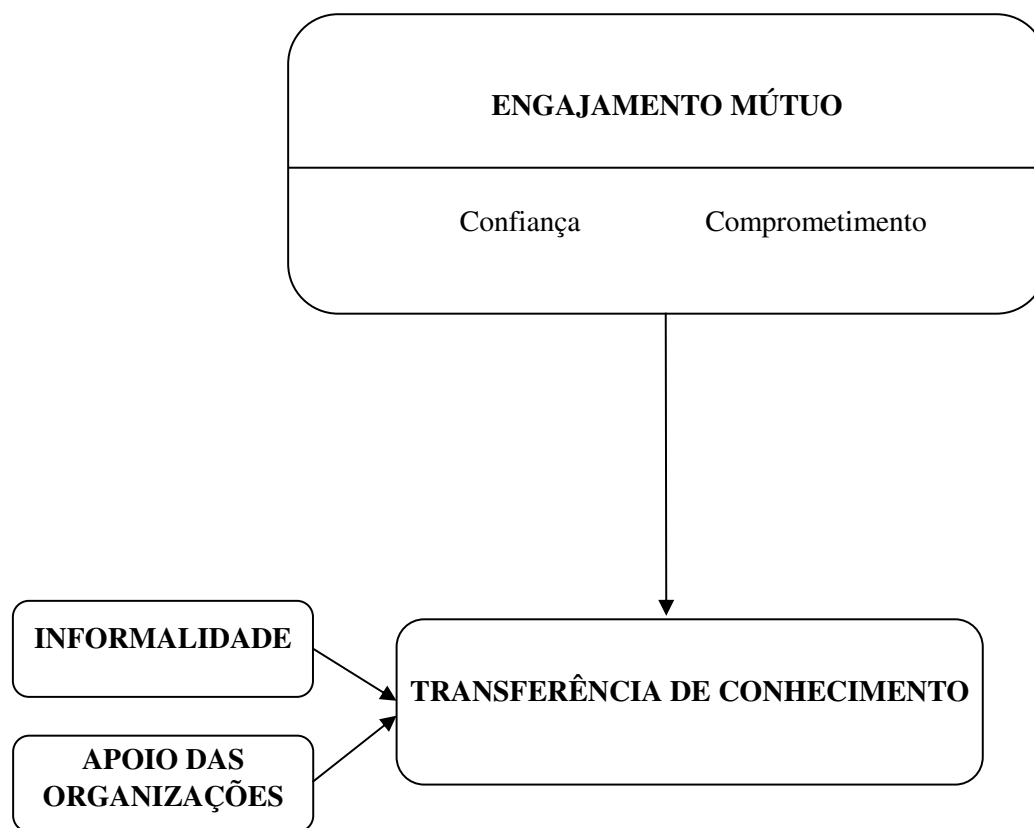 ENGAJAMENTO MÚTUO
Confiança Comprometimento
INFORMALIDADE
TRANSFERÊNCIA DE CONHECIMENTO
APOIO DAS
ORGANIZAÇÕES